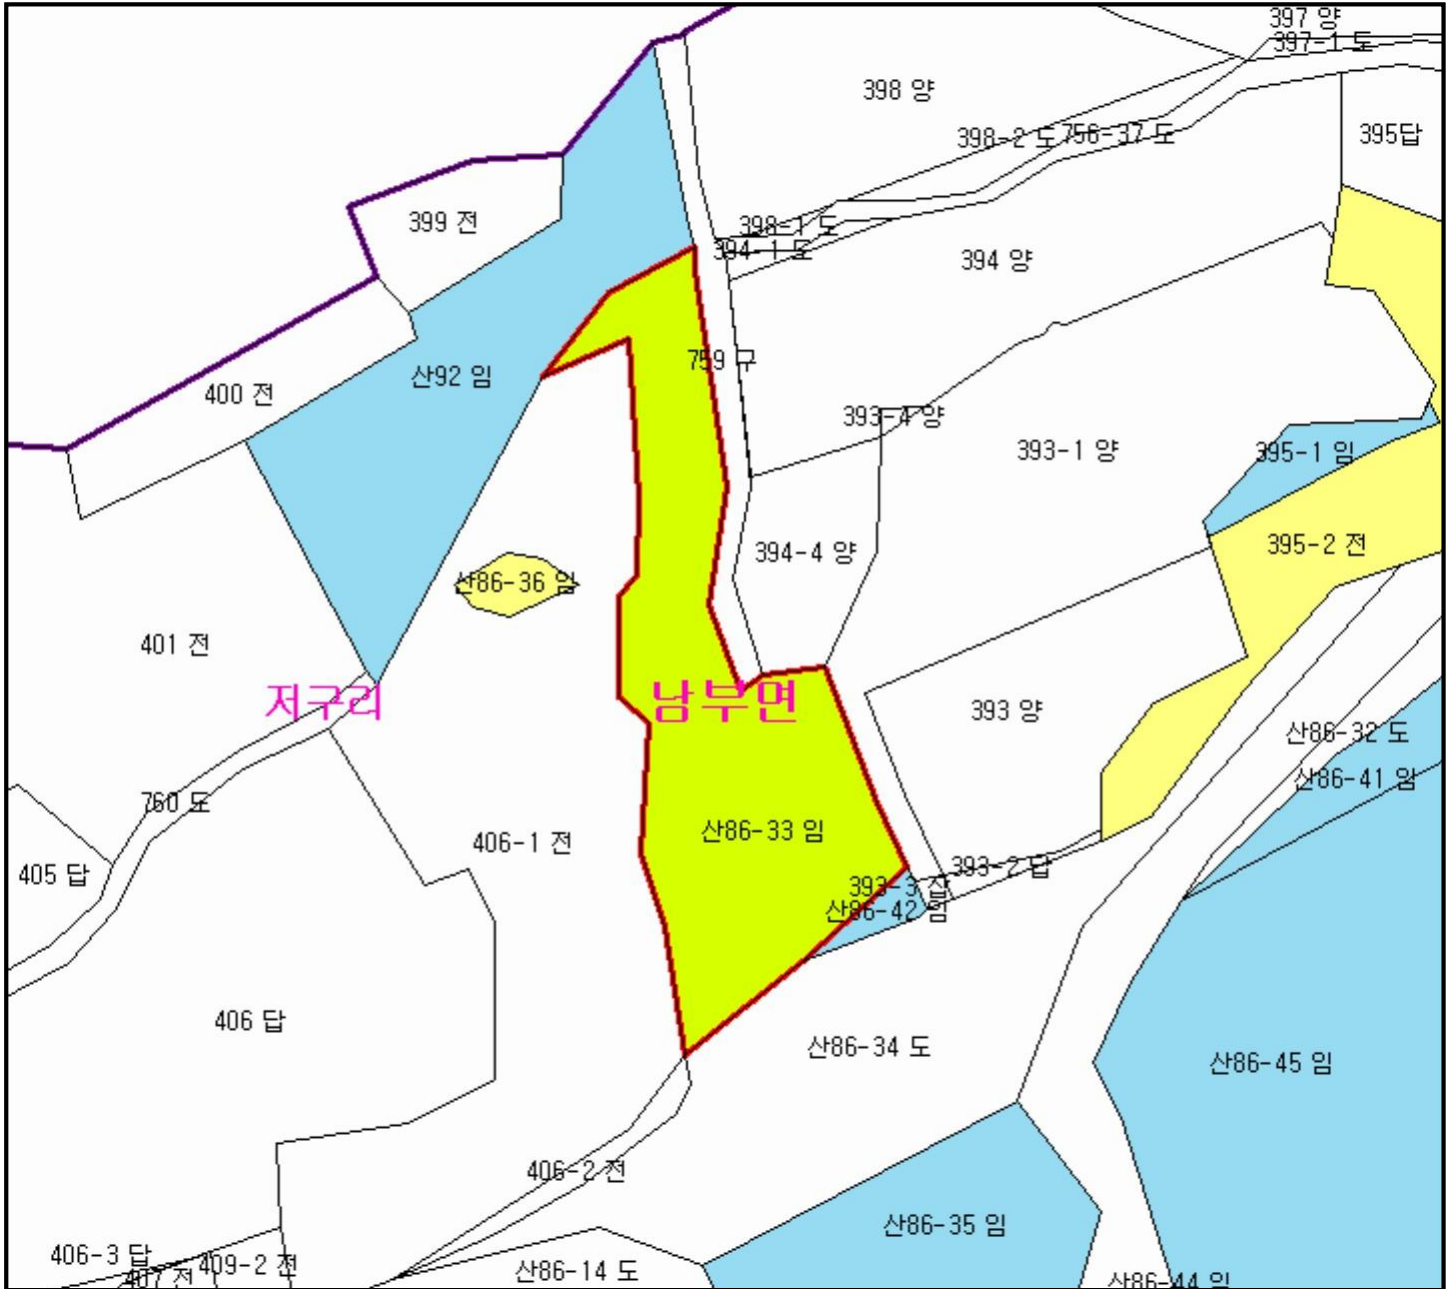 397 양
397-1 도
398 양
398-2 도
756-37 도
395답
399 전
398-1 도
394-1 도
394 양
759 구
산92 임
400 전
393-4 양
393-1 양
395-1 임
395-2 전
394-4 양
산86-36 임
401 전
저구리
남부면
393 양
산86-32 도
산86-41 임
760 도
산86-33 임
406-1 전
405 답
393-2 답
393-3 잡
산86-42 임
406 답
산86-34 도
산86-45 임
406-2 전
산86-35 임
406-3 답
409-2 전
407 전
산86-14 도
산86-44 임